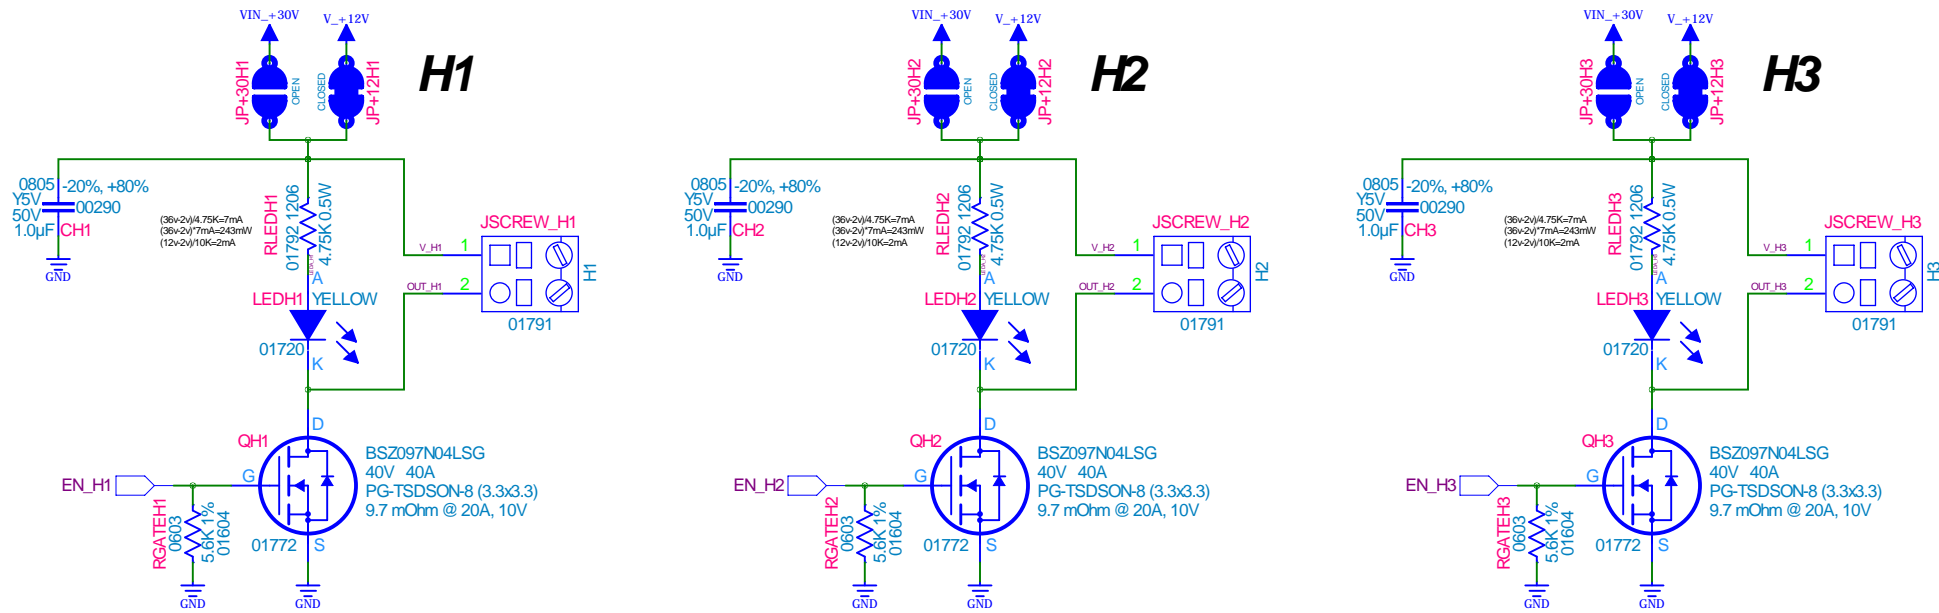 VIN_+30V
V_+12V
JP+30H1
OPEN
CLOSED
JP+12H1
H1
0805
Y5V
50V
1.0µF
-20%, +80%
00290
CH1
GND
(36v-2v)/4.75K=7mA
(36v-2v)*7mA=243mW
(12v-2v)/10K=2mA
RLEDH1
01792 1206
4.75K 0.5W
JSCREW_H1
V_H1
1
OUT_H1
2
H1
01791
A
LEDH1
YELLOW
01720
K
D
QH1
BSZ097N04LSG
40V 40A
PG-TSDSON-8 (3.3x3.3)
9.7 mOhm @ 20A, 10V
EN_H1
G
RGATEH1
0603
5.6K 1%
01604
01772
S
GND
GND
VIN_+30V
V_+12V
JP+30H2
OPEN
CLOSED
JP+12H2
H2
0805
Y5V
50V
1.0µF
-20%, +80%
00290
CH2
GND
(36v-2v)/4.75K=7mA
(36v-2v)*7mA=243mW
(12v-2v)/10K=2mA
RLEDH2
01792 1206
4.75K 0.5W
JSCREW_H2
V_H2
1
OUT_H2
2
H2
01791
A
LEDH2
YELLOW
01720
K
D
QH2
BSZ097N04LSG
40V 40A
PG-TSDSON-8 (3.3x3.3)
9.7 mOhm @ 20A, 10V
EN_H2
G
RGATEH2
0603
5.6K 1%
01604
01772
S
GND
GND
VIN_+30V
V_+12V
JP+30H3
OPEN
CLOSED
JP+12H3
H3
0805
Y5V
50V
1.0µF
-20%, +80%
00290
CH3
GND
(36v-2v)/4.75K=7mA
(36v-2v)*7mA=243mW
(12v-2v)/10K=2mA
RLEDH3
01792 1206
4.75K 0.5W
JSCREW_H3
V_H3
1
OUT_H3
2
H3
01791
A
LEDH3
YELLOW
01720
K
D
QH3
BSZ097N04LSG
40V 40A
PG-TSDSON-8 (3.3x3.3)
9.7 mOhm @ 20A, 10V
EN_H3
G
RGATEH3
0603
5.6K 1%
01604
01772
S
GND
GND